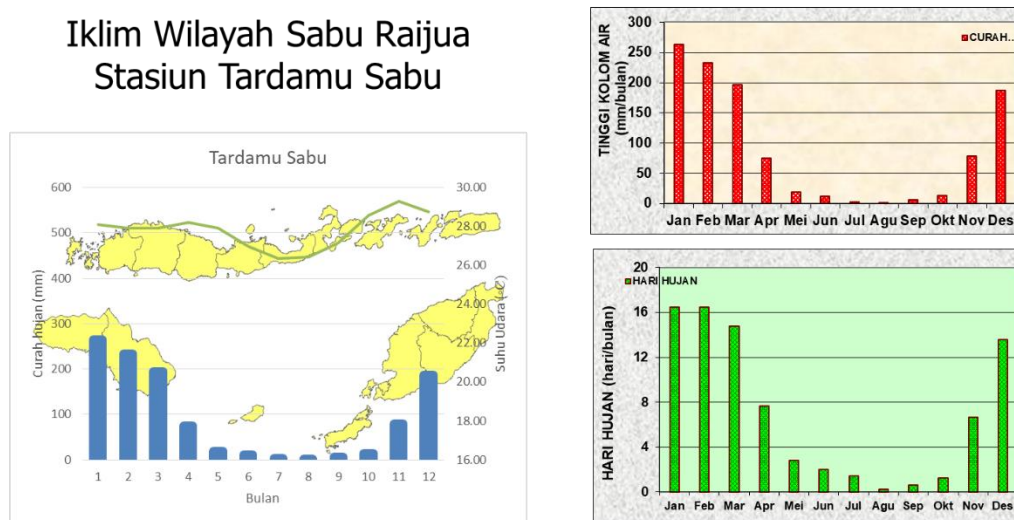 Iklim Wilayah Sabu Raijua
Stasiun Tardamu Sabu
Tardamu Sabu
600
500
400
300
200
100
0
Curah hujan (mm)
30.00
28.00
26.00
24.00
22.00
20.00
18.00
16.00
Suhu Udara (°C)
1 2 3 4 5 6 7 8 9 10 11 12
Bulan
300
250
200
150
100
50
0
TINGGI KOLOM AIR
(mm/bulan)
CURAH...
Jan Feb Mar Apr Mei Jun Jul Agu Sep Okt Nov Des
20
16
12
8
4
0
HARI HUJAN (hari/bulan)
HARI HUJAN
Jan Feb Mar Apr Mei Jun Jul Agu Sep Okt Nov Des